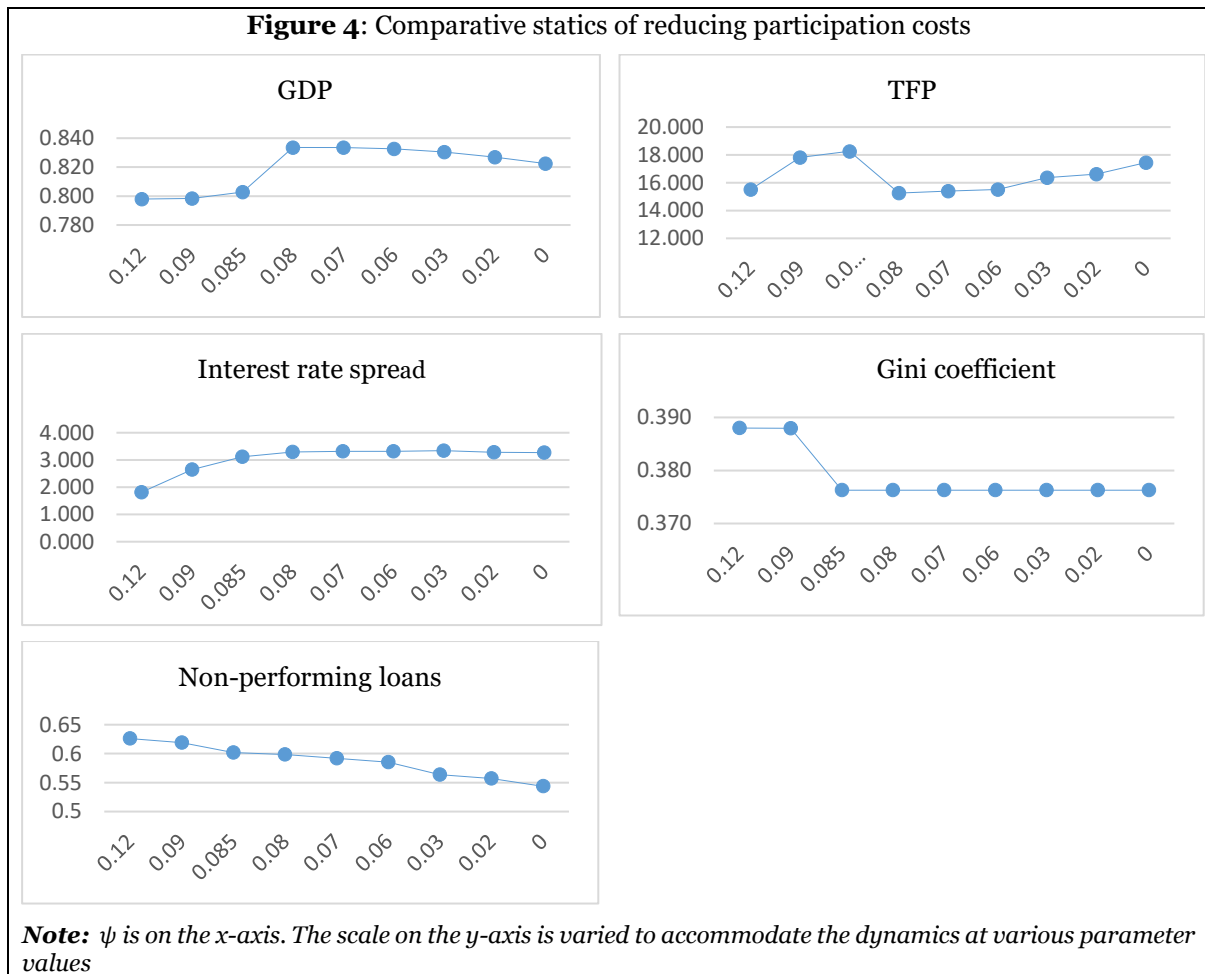 Figure 4: Comparative statics of reducing participation costs
GDP
0.840
0.820
0.800
0.780
0.12 0.09 0.085 0.08 0.07 0.06 0.03 0.02 0
TFP
20.000
18.000
16.000
14.000
12.000
0.12 0.09 0.0... 0.08 0.07 0.06 0.03 0.02 0
Interest rate spread
4.000
3.000
2.000
1.000
0.000
0.12 0.09 0.085 0.08 0.07 0.06 0.03 0.02 0
Gini coefficient
0.390
0.380
0.370
0.12 0.09 0.085 0.08 0.07 0.06 0.03 0.02 0
Non-performing loans
0.65
0.6
0.55
0.5
0.12 0.09 0.085 0.08 0.07 0.06 0.03 0.02 0
Note: ψ is on the x-axis. The scale on the y-axis is varied to accommodate the dynamics at various parameter
values